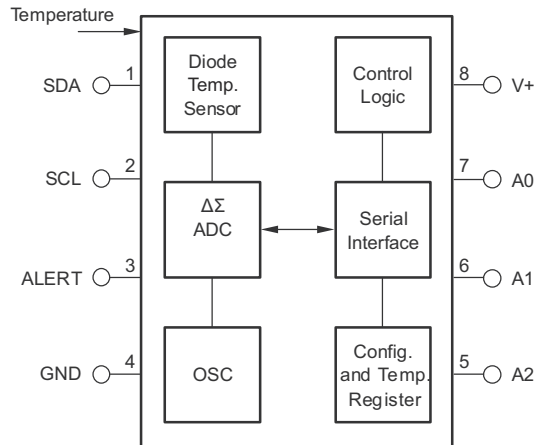 Temperature
SDA
1
Diode
Temp.
Sensor
Control
Logic
8
V+
SCL
2
ΔΣ
ADC
Serial
Interface
7
A0
ALERT
3
6
A1
GND
4
OSC
Config.
and Temp.
Register
5
A2